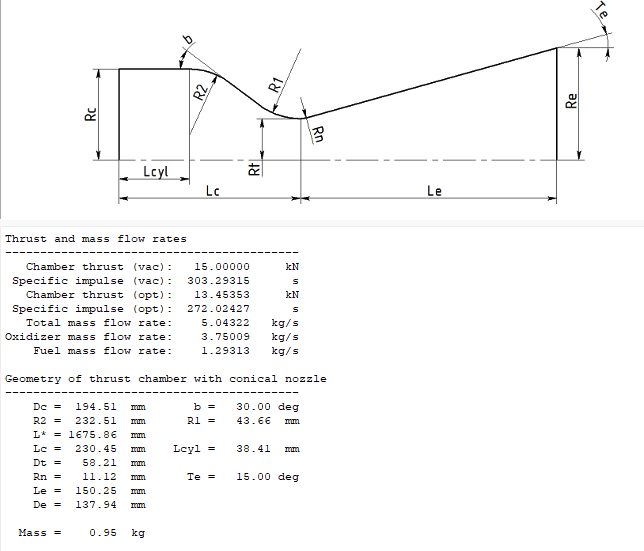 b
Te
R2
R1
Rc
Rt
Rn
Re
Lcyl
Lc
Le
Thrust and mass flow rates
-----------------------------------------
Chamber thrust (vac): 15.00000 kN
Specific impulse (vac): 303.29315 s
Chamber thrust (opt): 13.45353 kN
Specific impulse (opt): 272.02427 s
Total mass flow rate: 5.04322 kg/s
Oxidizer mass flow rate: 3.75009 kg/s
Fuel mass flow rate: 1.29313 kg/s
Geometry of thrust chamber with conical nozzle
-----------------------------------------
Dc = 194.51 mm b = 30.00 deg
R2 = 232.51 mm R1 = 43.66 mm
L* = 1675.86 mm
Lc = 230.45 mm Lcyl = 38.41 mm
Dt = 58.21 mm
Rn = 11.12 mm Te = 15.00 deg
Le = 150.25 mm
De = 137.94 mm
Mass = 0.95 kg